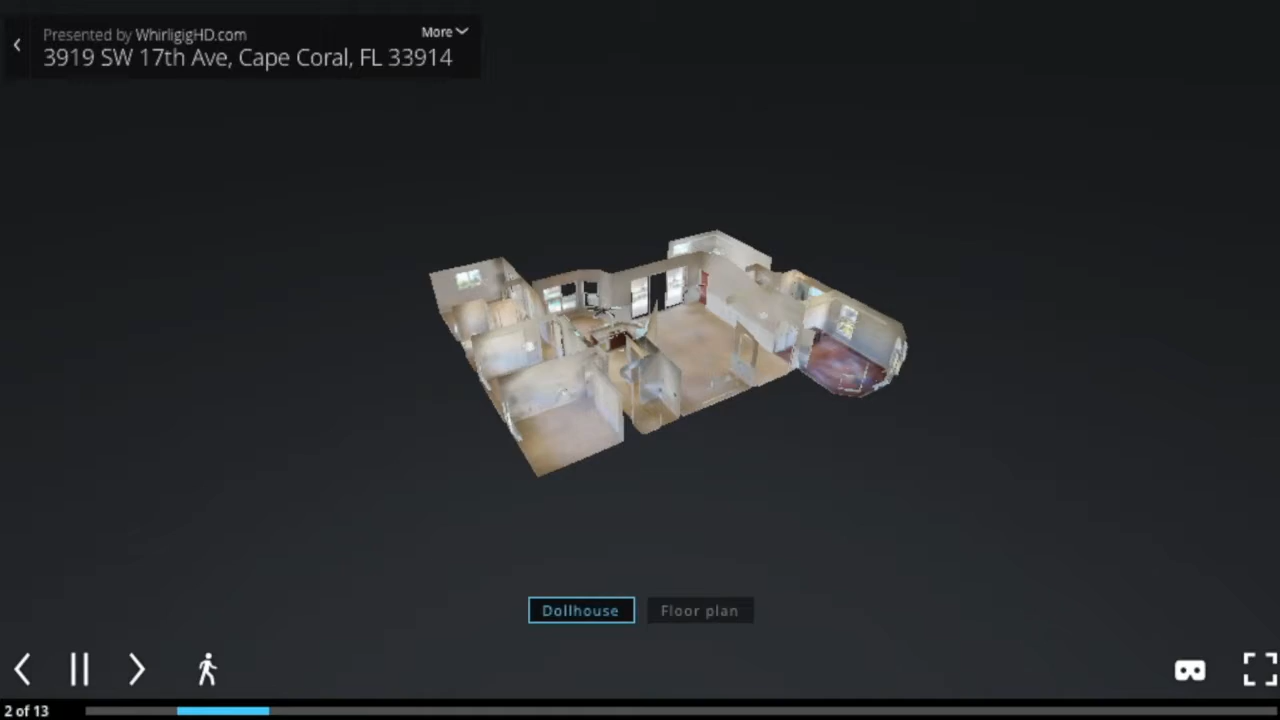 Presented by WhirligigHD.com
More
3919 SW 17th Ave, Cape Coral, FL 33914
Dollhouse
Floor plan
2 of 13